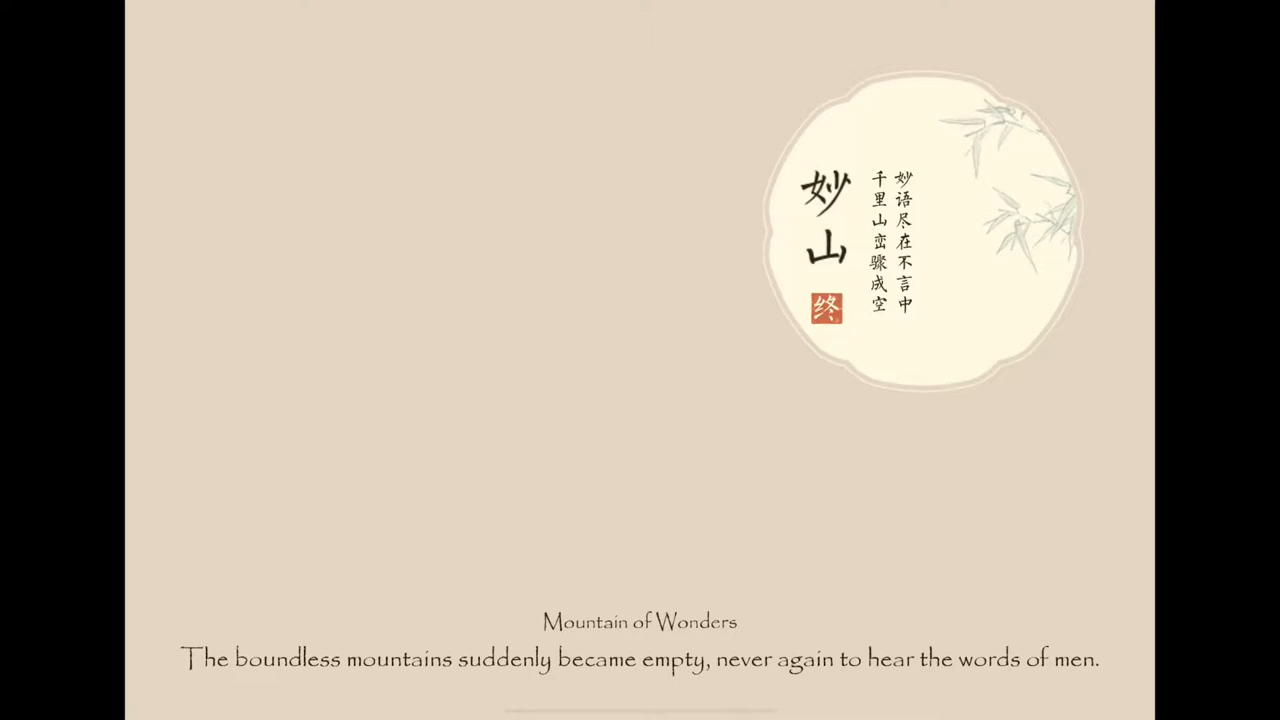 妙山
终
妙语尽在不言中
千里山峦骤成空
Mountain of Wonders
The boundless mountains suddenly became empty, never again to hear the words of men.